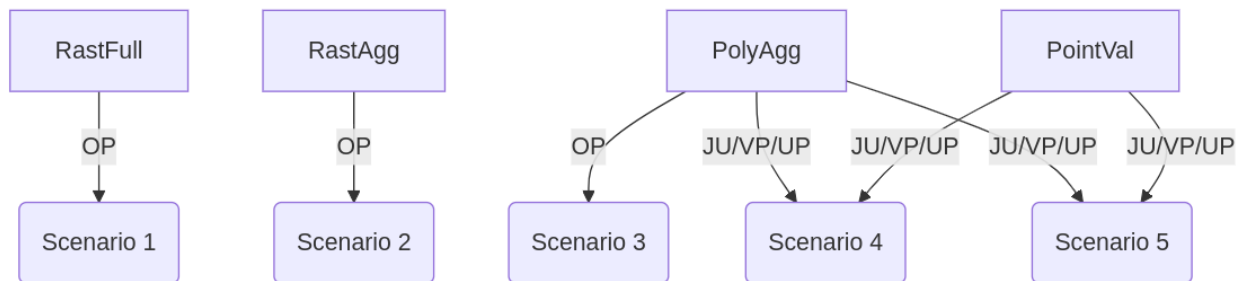 RastFull
RastAgg
PolyAgg
PointVal
OP
OP
OP
JU/VP/UP
JU/VP/UP
JU/VP/UP
JU/VP/UP
Scenario 1
Scenario 2
Scenario 3
Scenario 4
Scenario 5